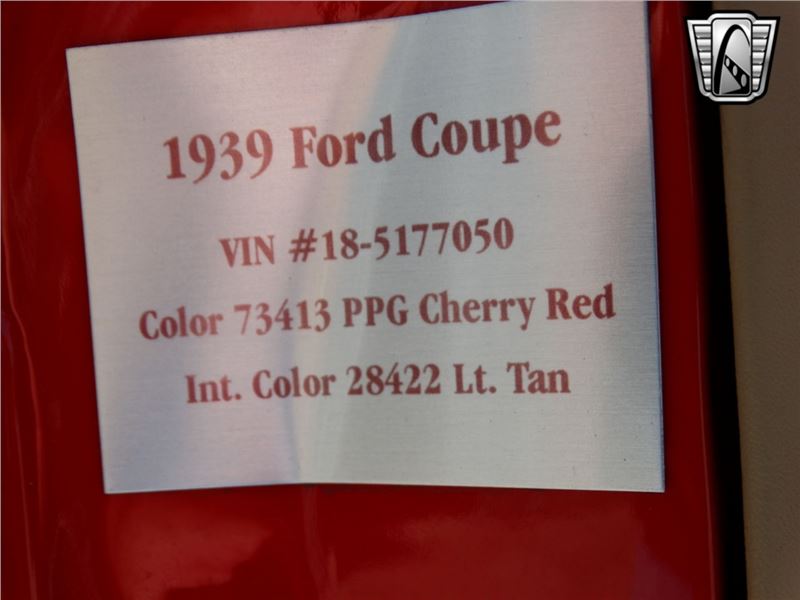 1939 Ford Coupe
VIN #18-5177050
Color 73413 PPG Cherry Red
Int. Color 28422 Lt. Tan